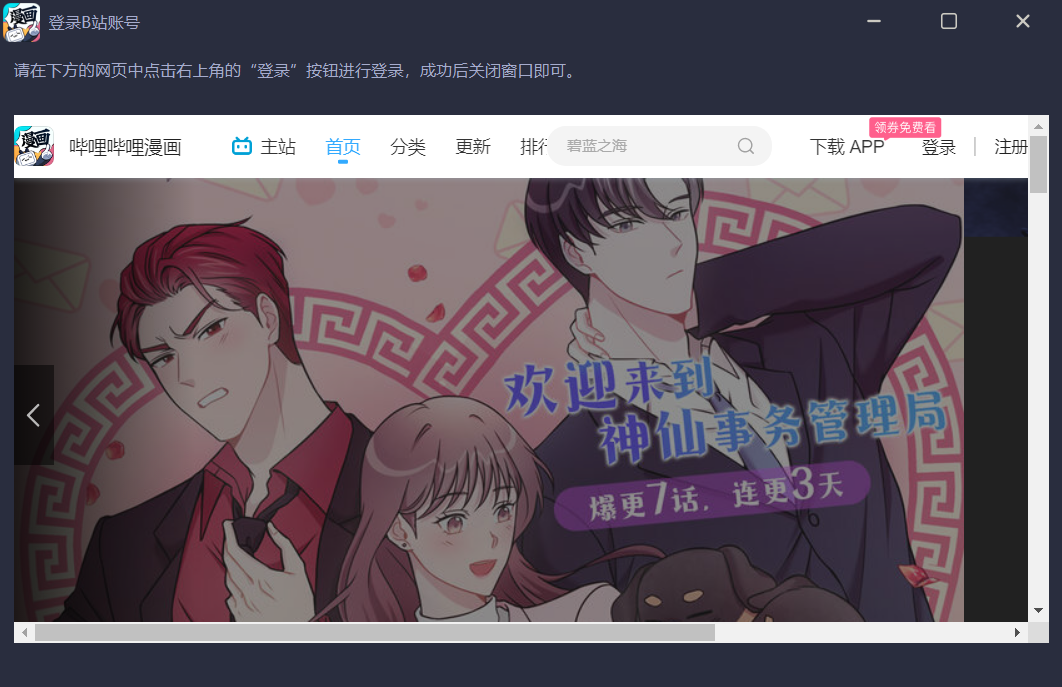 漫画
登录B站账号
请在下方的网页中点击右上角的“登录”按钮进行登录，成功后关闭窗口即可。
漫画
哔哩哔哩漫画
主站
首页
分类
更新
排行
碧蓝之海
下载 APP
领券免费看
登录
注册
欢迎来到
神仙事务管理局
爆更7话，连更3天